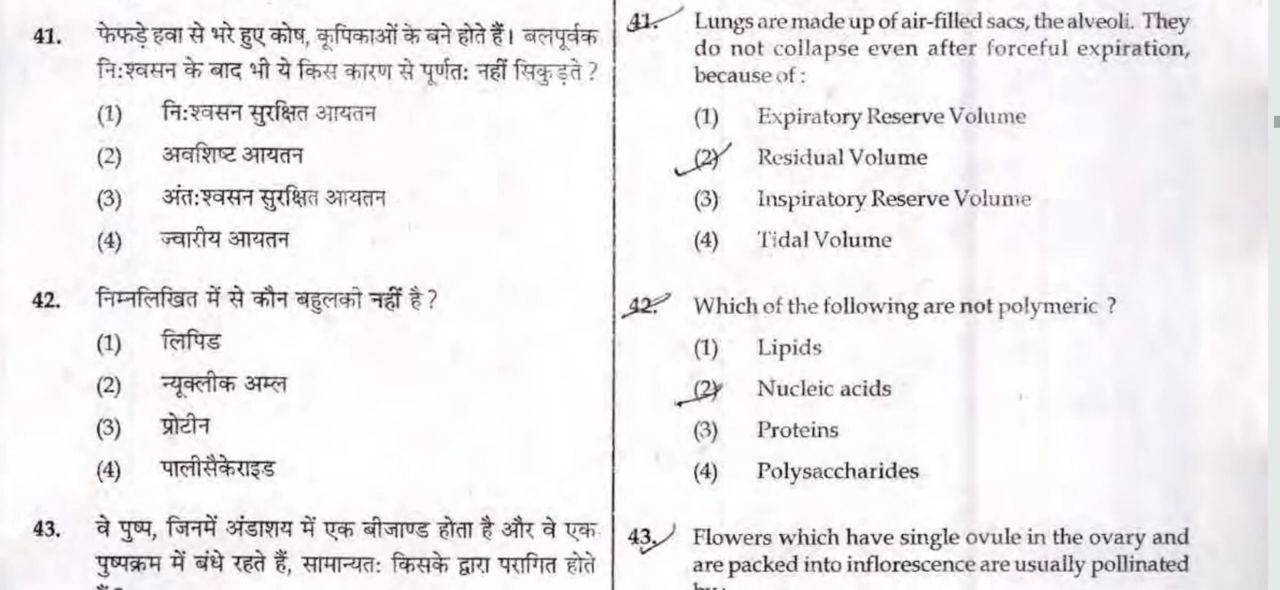 41. फेफड़े हवा से भरे हुए कोष, कूपिकाओं के बने होते हैं। बलपूर्वक
नि:श्वसन के बाद भी ये किस कारण से पूर्णत: नहीं सिकुड़ते ?
(1) नि:श्वसन सुरक्षित आयतन
(2) अवशिष्ट आयतन
(3) अंत:श्वसन सुरक्षित आयतन
(4) ज्वारीय आयतन
42. निम्नलिखित में से कौन बहुलकी नहीं है ?
(1) लिपिड
(2) न्यूक्लीक अम्ल
(3) प्रोटीन
(4) पालीसैकेराइड
43. वे पुष्प, जिनमें अंडाशय में एक बीजाण्ड होता है और वे एक
पुष्पक्रम में बंधे रहते हैं, सामान्यत: किसके द्वारा परागित होते
41. Lungs are made up of air-filled sacs, the alveoli. They
do not collapse even after forceful expiration,
because of :
(1) Expiratory Reserve Volume
(2) Residual Volume
(3) Inspiratory Reserve Volume
(4) Tidal Volume
42. Which of the following are not polymeric ?
(1) Lipids
(2) Nucleic acids
(3) Proteins
(4) Polysaccharides
43. Flowers which have single ovule in the ovary and
are packed into inflorescence are usually pollinated